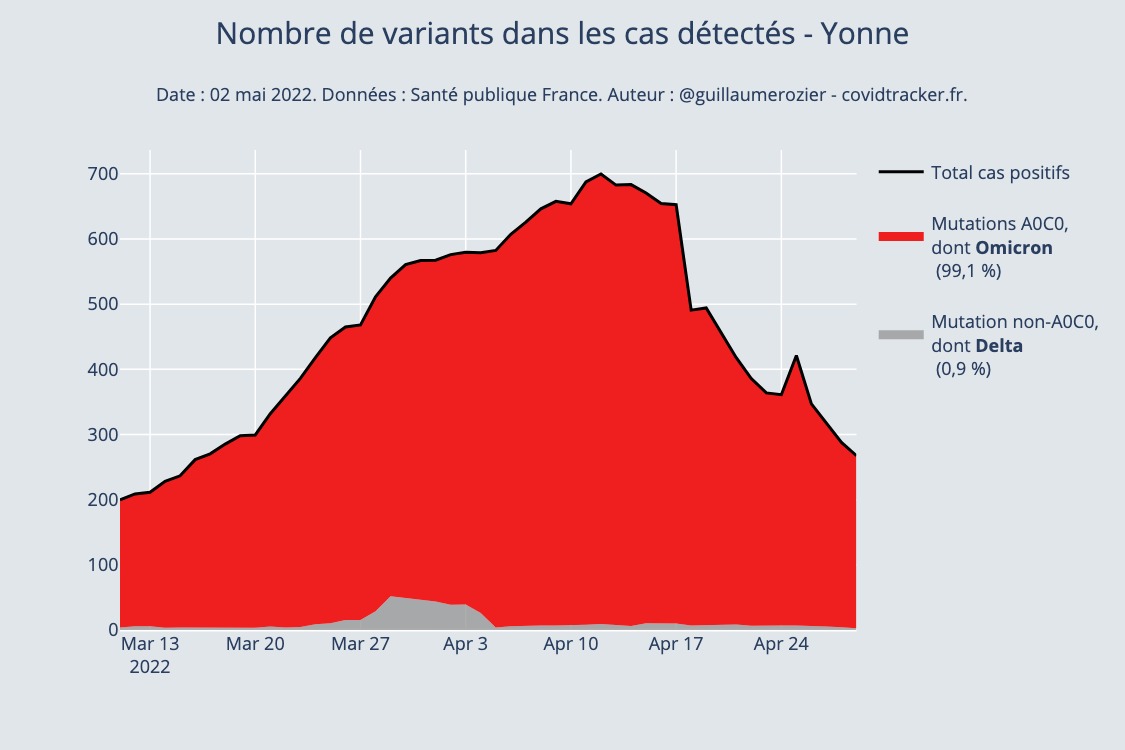 Nombre de variants dans les cas détectés - Yonne
Date : 02 mai 2022. Données : Santé publique France. Auteur : @guillaumerozier - covidtracker.fr.
700
600
500
400
300
200
100
0
Mar 13
2022
Mar 20
Mar 27
Apr 3
Apr 10
Apr 17
Apr 24
Total cas positifs
Mutations A0C0,
dont Omicron
(99,1 %)
Mutation non-A0C0,
dont Delta
(0,9 %)